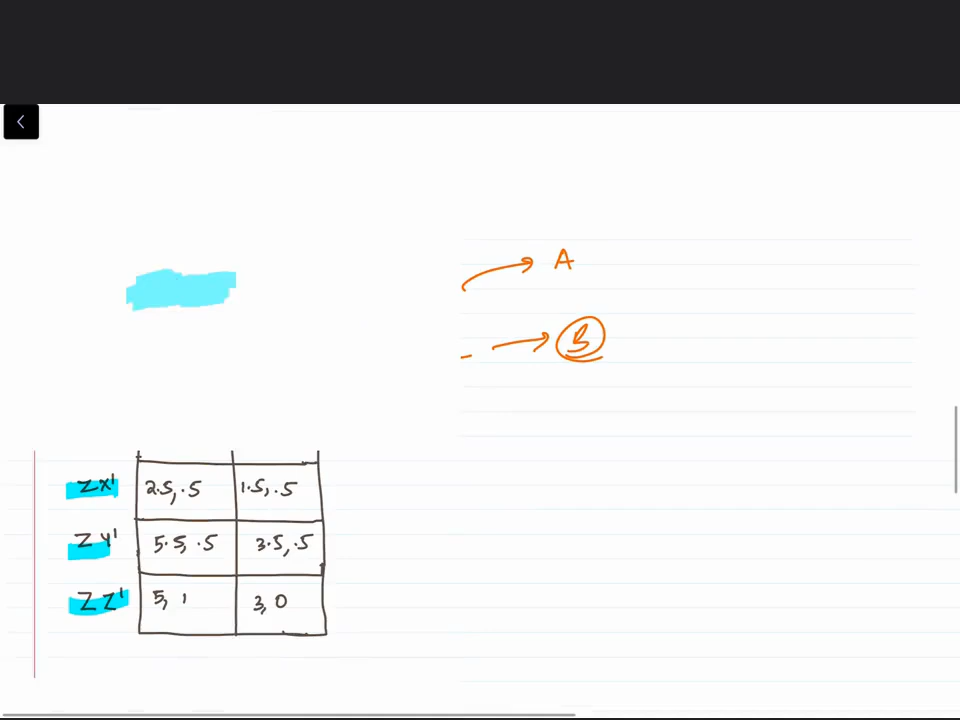 A
B
ZX' 2.5, .5 1.5, .5
ZY' 5.5, .5 3.5, .5
ZZ' 5, 1 3, 0